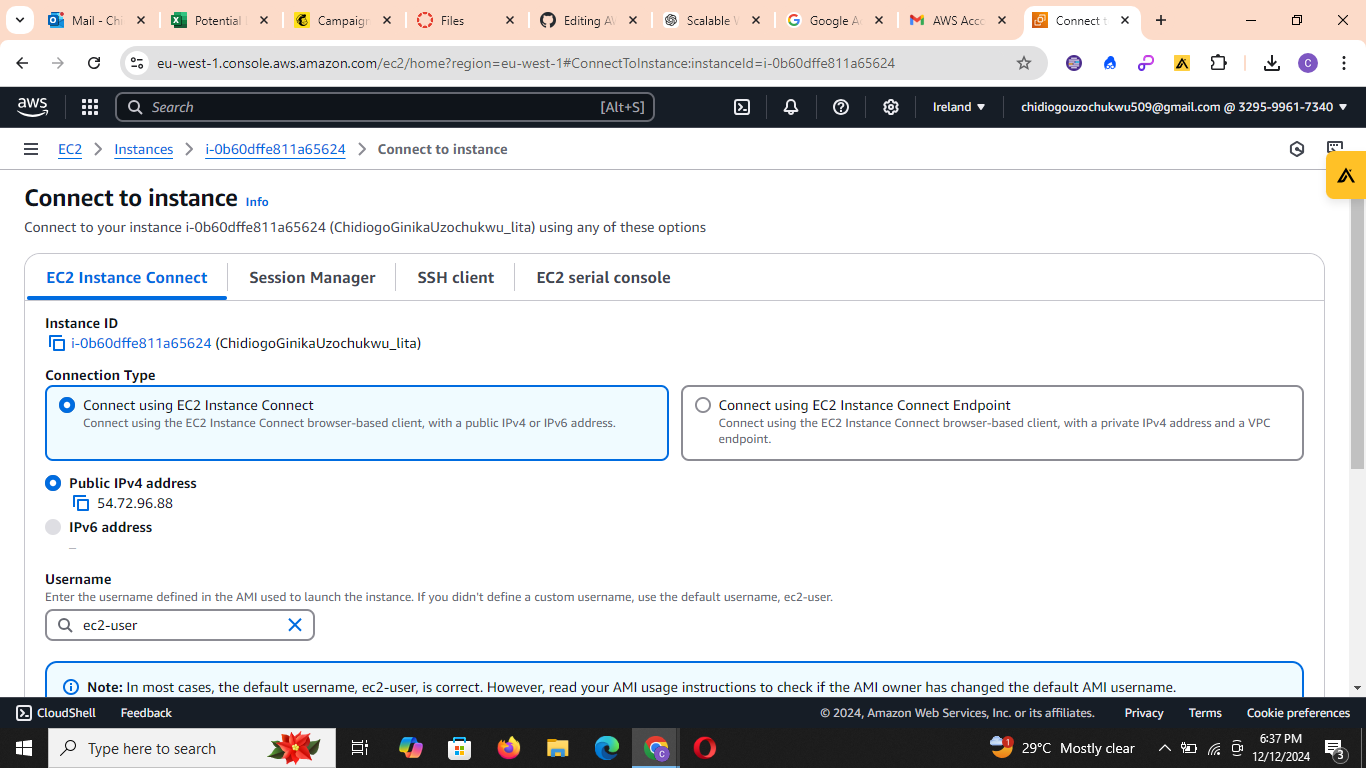 Mail - Chi
Potential
Campaign
Files
Editing A
Scalable V
Google A
AWS Acc
Connect t
eu-west-1.console.aws.amazon.com/ec2/home?region=eu-west-1#ConnectToInstance:instanceId=i-0b60dffe811a65624
C
aws
Search
[Alt+S]
Ireland
chidiogouzochukwu509@gmail.com @ 3295-9961-7340
EC2
Instances
i-0b60dffe811a65624
Connect to instance
Connect to instance
Info
Connect to your instance i-0b60dffe811a65624 (ChidiogoGinikaUzochukwu_lita) using any of these options
EC2 Instance Connect
Session Manager
SSH client
EC2 serial console
Instance ID
i-0b60dffe811a65624 (ChidiogoGinikaUzochukwu_lita)
Connection Type
Connect using EC2 Instance Connect
Connect using the EC2 Instance Connect browser-based client, with a public IPv4 or IPv6 address.
Connect using EC2 Instance Connect Endpoint
Connect using the EC2 Instance Connect browser-based client, with a private IPv4 address and a VPC
endpoint.
Public IPv4 address
54.72.96.88
IPv6 address
–
Username
Enter the username defined in the AMI used to launch the instance. If you didn't define a custom username, use the default username, ec2-user.
ec2-user
Note: In most cases, the default username, ec2-user, is correct. However, read your AMI usage instructions to check if the AMI owner has changed the default AMI username.
CloudShell
Feedback
© 2024, Amazon Web Services, Inc. or its affiliates.
Privacy
Terms
Cookie preferences
Type here to search
1
29°C Mostly clear
6:37 PM
12/12/2024
3